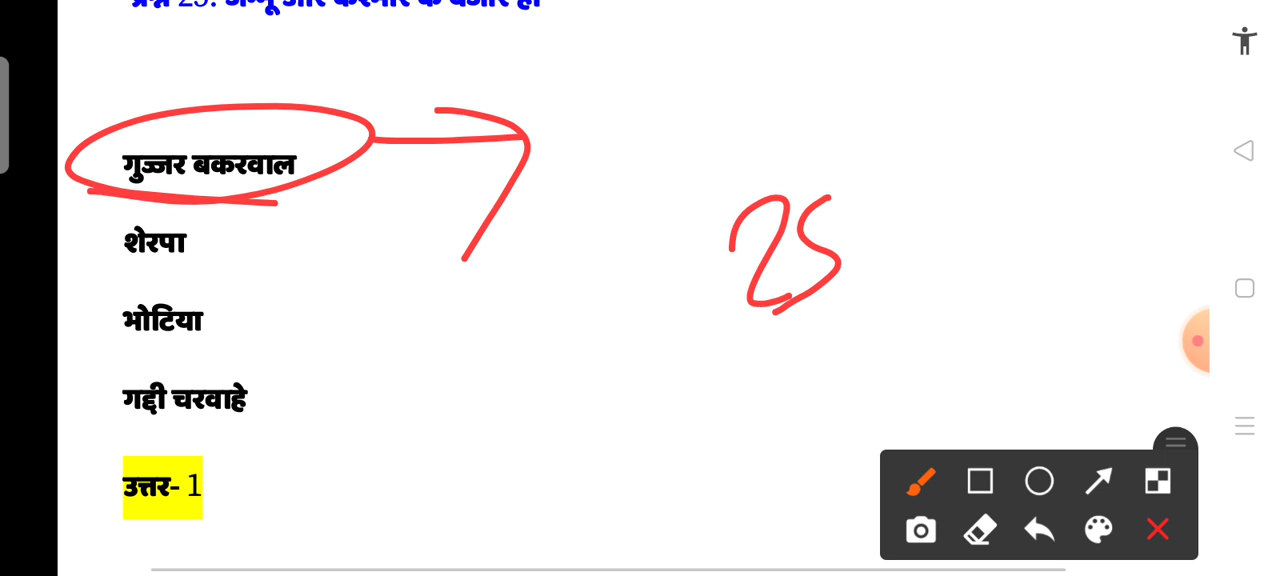 गुज्जर बकरवाल
25
शेरपा
भोटिया
गद्दी चरवाहे
उत्तर- 1